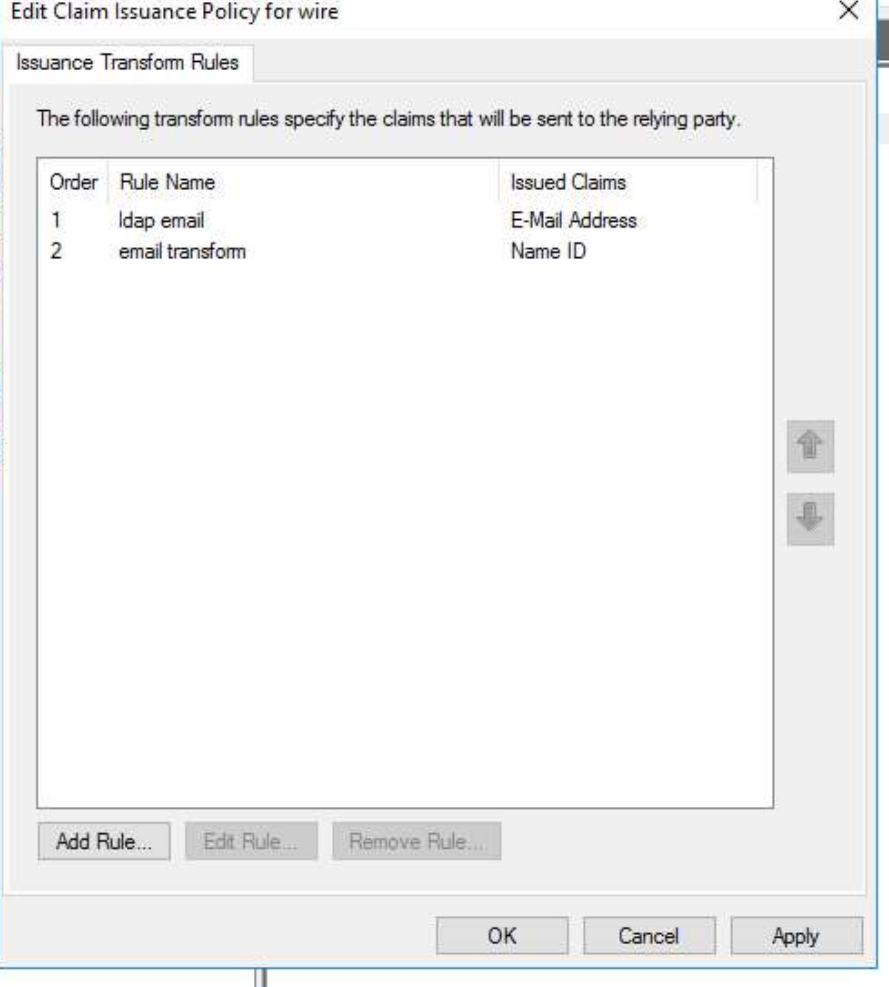 Edit Claim Issuance Policy for wire
Issuance Transform Rules
The following transform rules specify the claims that will be sent to the relying party.
Order Rule Name Issued Claims
1 ldap email E-Mail Address
2 email transform Name ID
Add Rule... Edit Rule... Remove Rule...
OK Cancel Apply